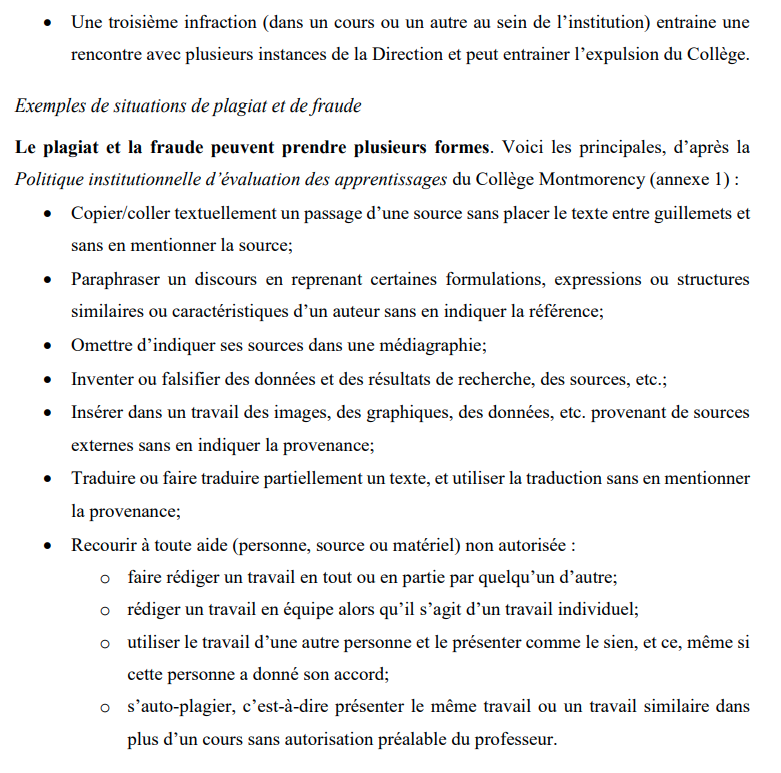 • Une troisième infraction (dans un cours ou un autre au sein de l’institution) entraine une
rencontre avec plusieurs instances de la Direction et peut entrainer l’expulsion du Collège.
Exemples de situations de plagiat et de fraude
Le plagiat et la fraude peuvent prendre plusieurs formes. Voici les principales, d’après la
Politique institutionnelle d’évaluation des apprentissages du Collège Montmorency (annexe 1) :
• Copier/coller textuellement un passage d’une source sans placer le texte entre guillemets et
sans en mentionner la source;
• Paraphraser un discours en reprenant certaines formulations, expressions ou structures
similaires ou caractéristiques d’un auteur sans en indiquer la référence;
• Omettre d’indiquer ses sources dans une médiagraphie;
• Inventer ou falsifier des données et des résultats de recherche, des sources, etc.;
• Insérer dans un travail des images, des graphiques, des données, etc. provenant de sources
externes sans en indiquer la provenance;
• Traduire ou faire traduire partiellement un texte, et utiliser la traduction sans en mentionner
la provenance;
• Recourir à toute aide (personne, source ou matériel) non autorisée :
o faire rédiger un travail en tout ou en partie par quelqu’un d’autre;
o rédiger un travail en équipe alors qu’il s’agit d’un travail individuel;
o utiliser le travail d’une autre personne et le présenter comme le sien, et ce, même si
cette personne a donné son accord;
o s’auto-plagier, c’est-à-dire présenter le même travail ou un travail similaire dans
plus d’un cours sans autorisation préalable du professeur.